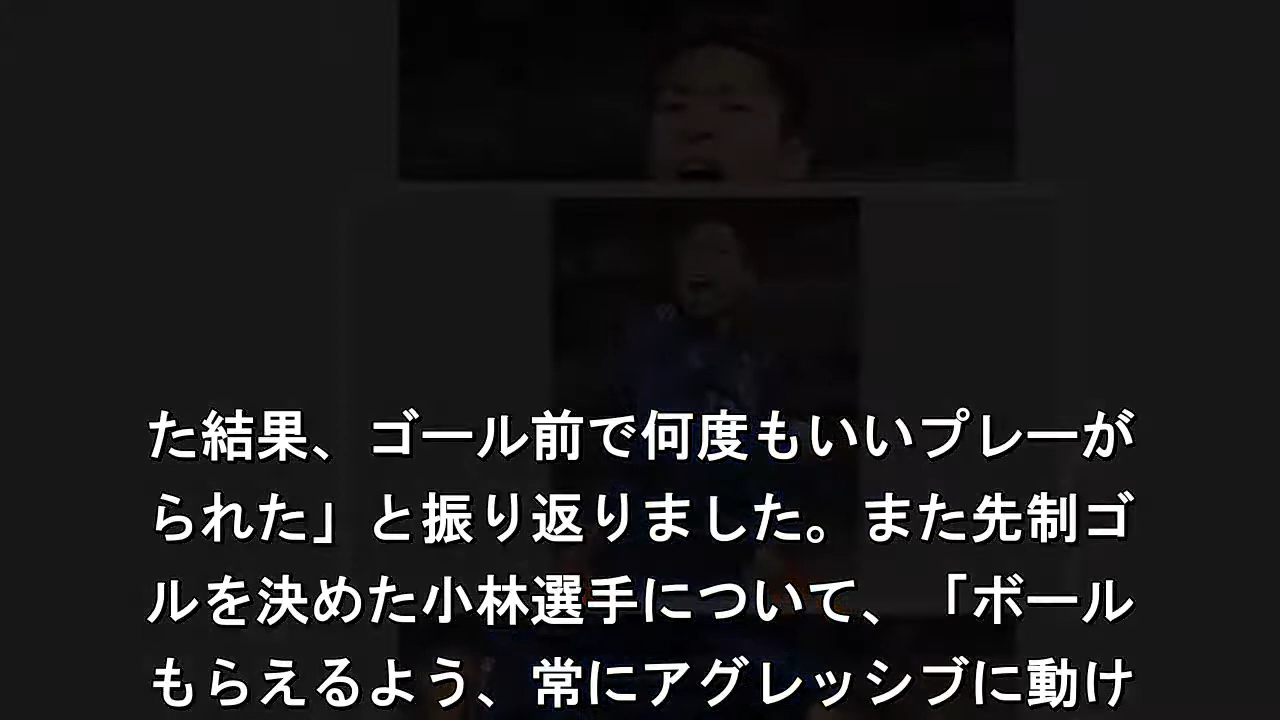 た結果、ゴール前で何度もいいプレーが
られた」と振り返りました。また先制ゴ
ルを決めた小林選手について、「ボール
もらえるよう、常にアグレッシブに動け